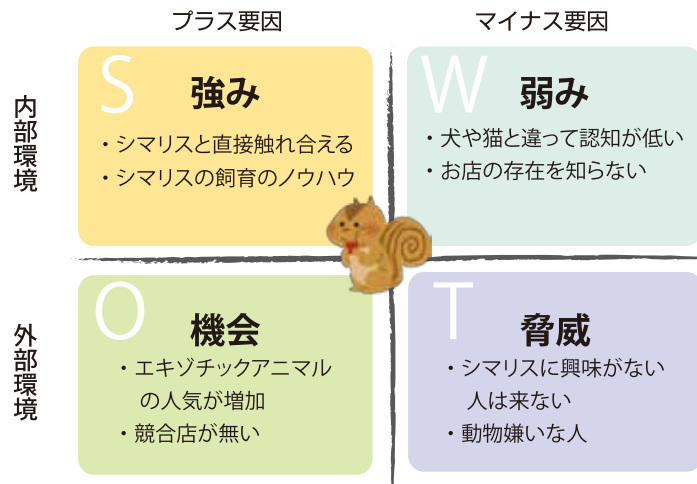 プラス要因
マイナス要因
内部環境
S
強み
・シマリスと直接触れ合える
・シマリスの飼育のノウハウ
W
弱み
・犬や猫と違って認知が低い
・お店の存在を知らない
外部環境
O
機会
・エキゾチックアニマル
の人気が増加
・競合店が無い
T
脅威
・シマリスに興味がない
人は来ない
・動物嫌いな人